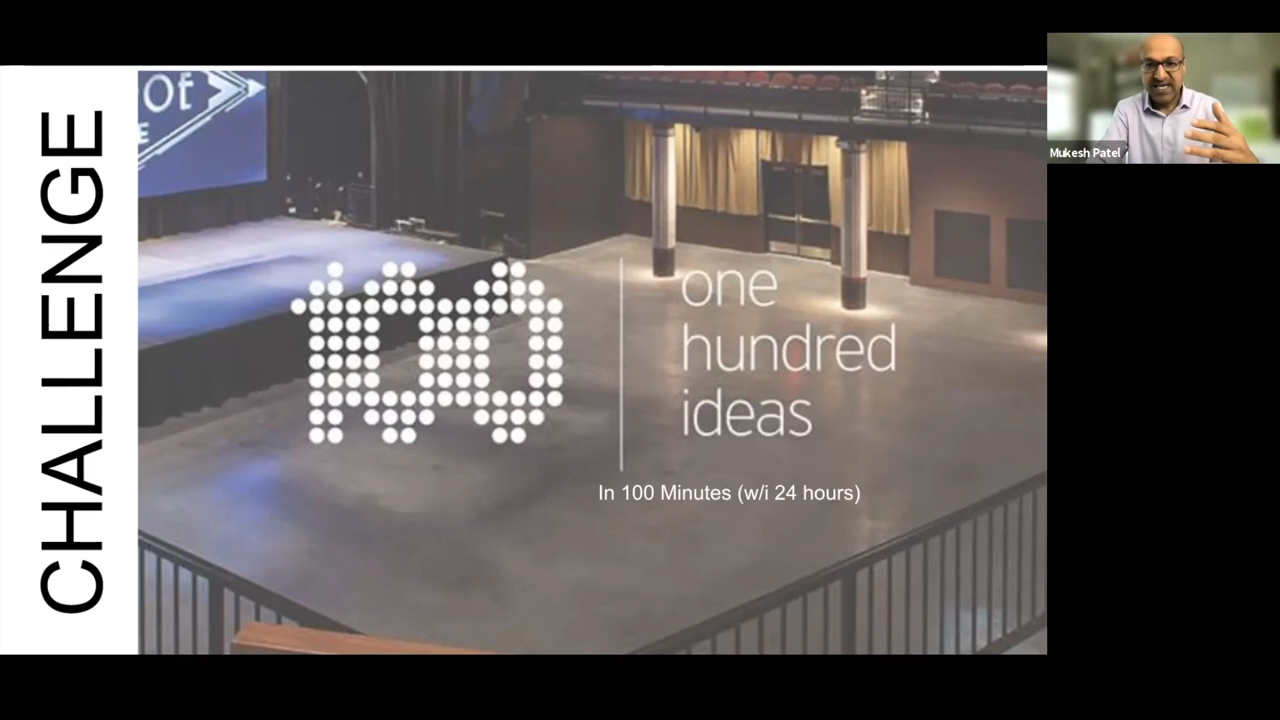 CHALLENGE
100
one
hundred
ideas
In 100 Minutes (w/i 24 hours)
Mukesh Patel